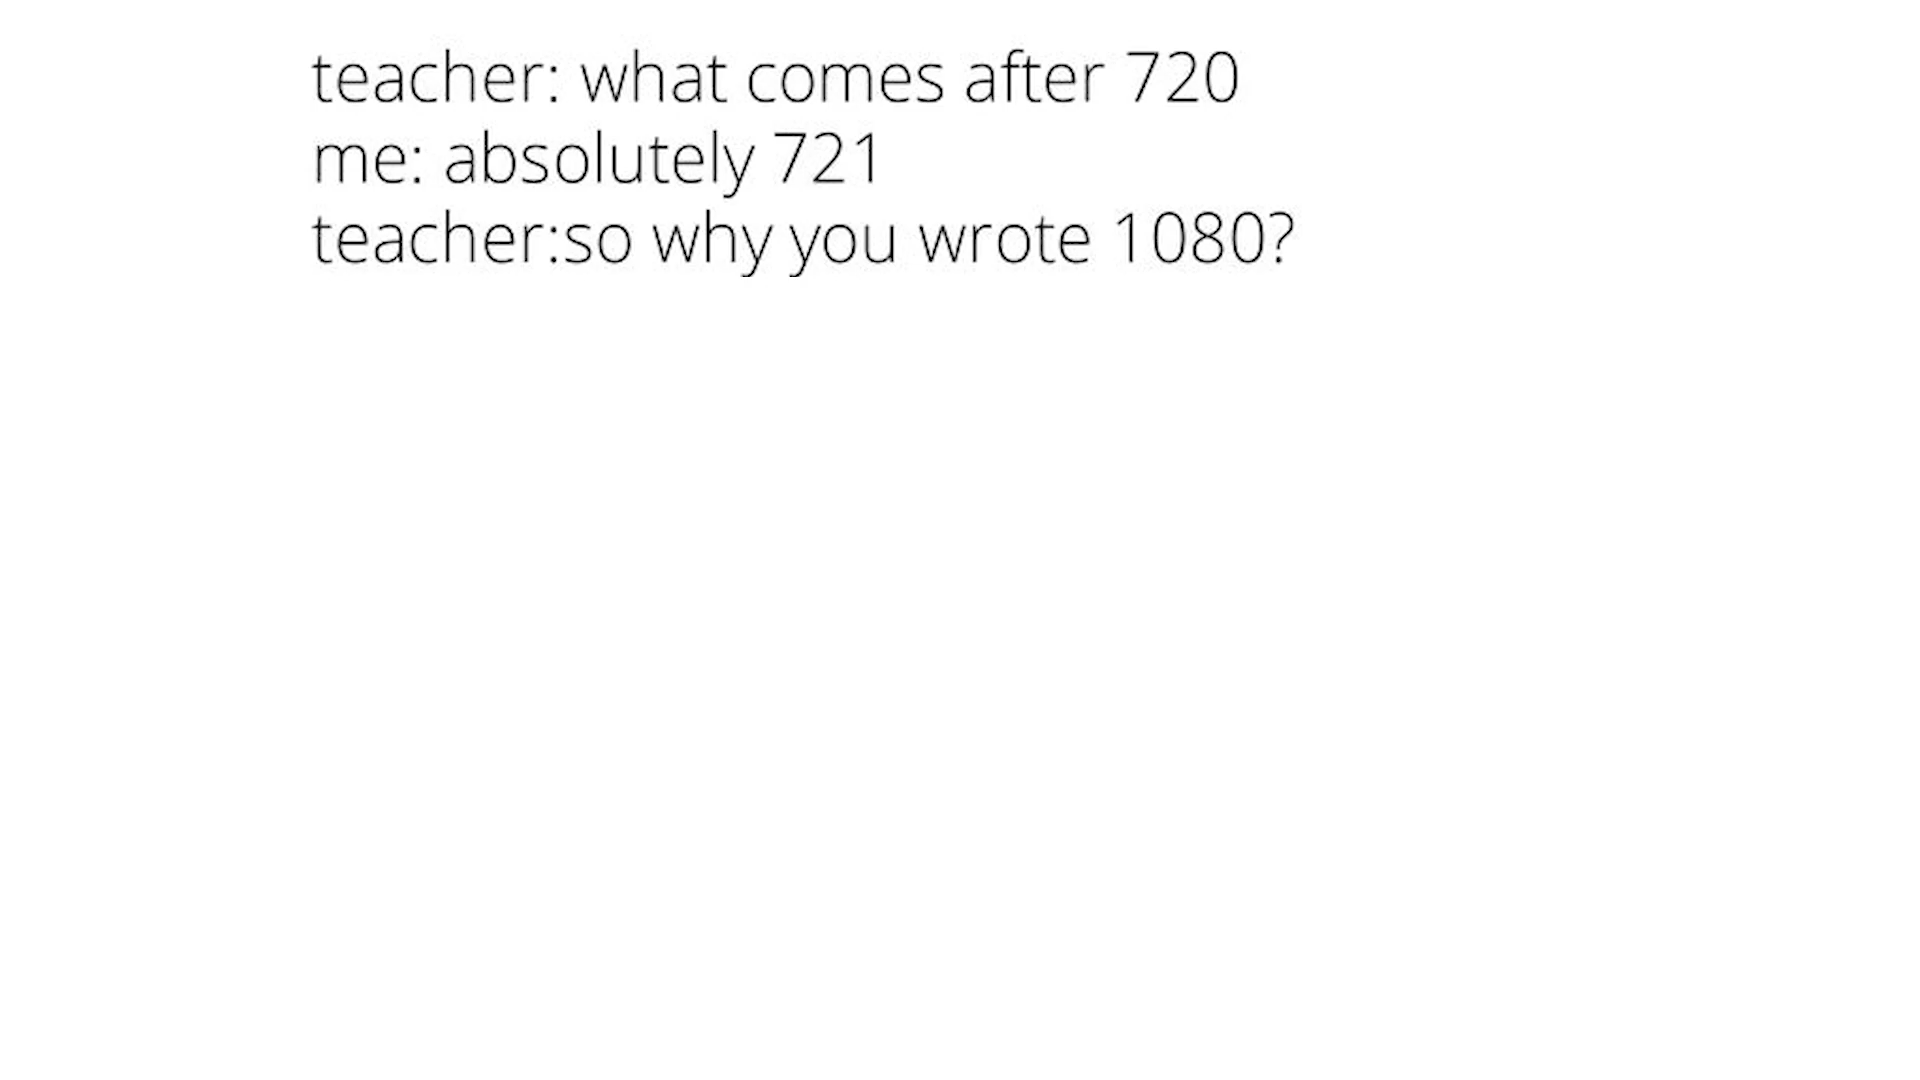 teacher: what comes after 720
me: absolutely 721
teacher:so why you wrote 1080?